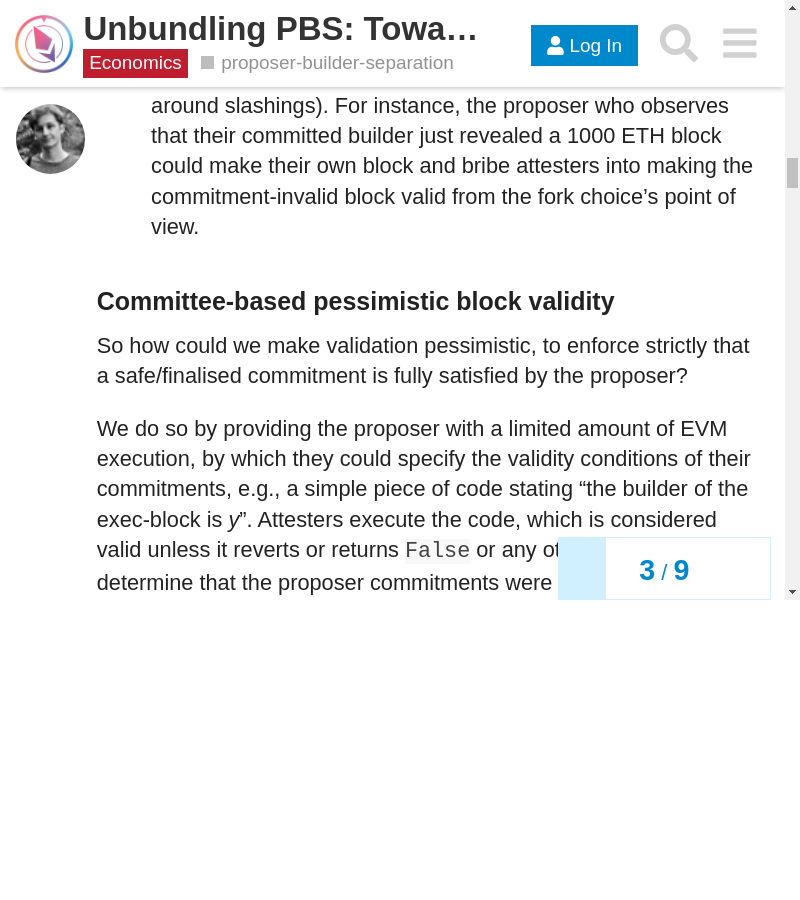 Unbundling PBS: Towa…
Economics
proposer-builder-separation
Log In
around slashings). For instance, the proposer who observes
that their committed builder just revealed a 1000 ETH block
could make their own block and bribe attesters into making the
commitment-invalid block valid from the fork choice’s point of
view.
Committee-based pessimistic block validity
So how could we make validation pessimistic, to enforce strictly that
a safe/finalised commitment is fully satisfied by the proposer?
We do so by providing the proposer with a limited amount of EVM
execution, by which they could specify the validity conditions of their
commitments, e.g., a simple piece of code stating “the builder of the
exec-block is y”. Attesters execute the code, which is considered
valid unless it reverts or returns False or any
determine that the proposer commitments were
3 / 9